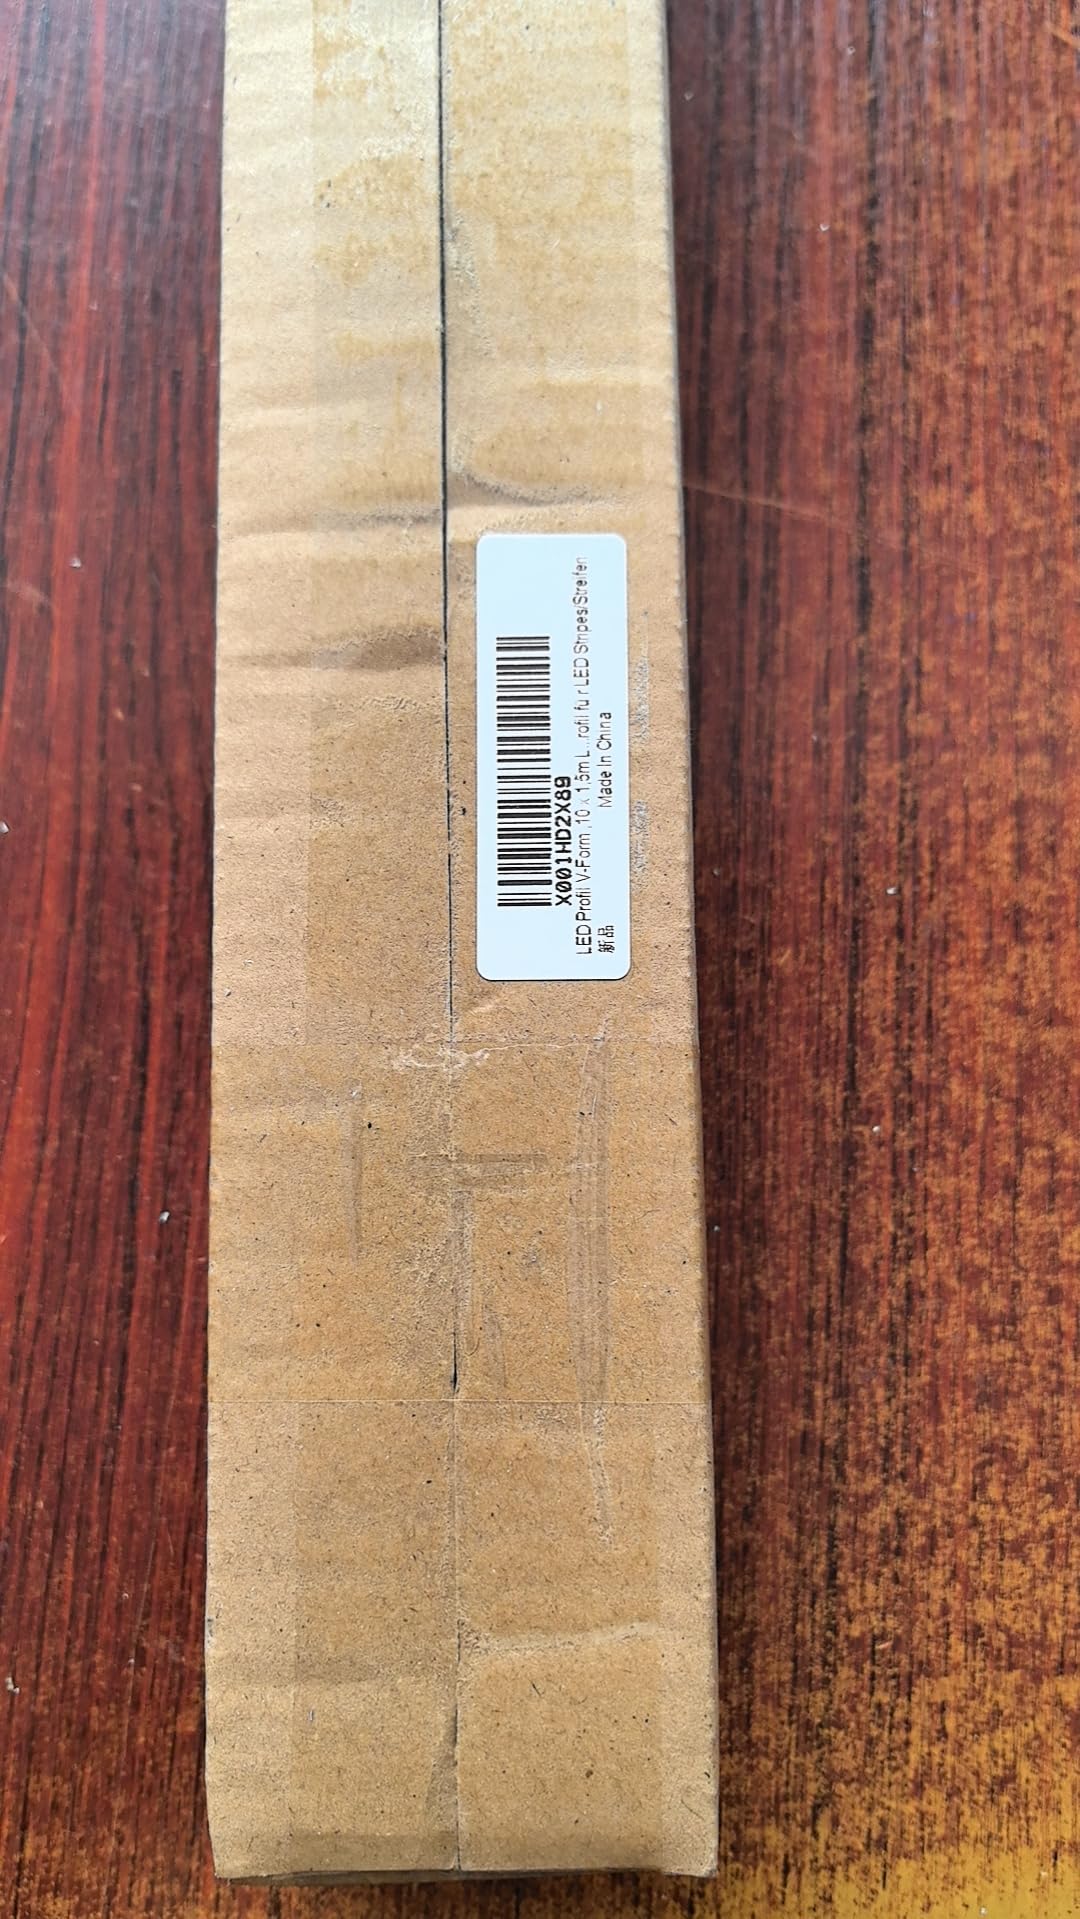 X001HD2X89
LED Profil V-Form ,10 x 1,5m L...rofil fu r LED Stripes/Streifen
新品
Made In China